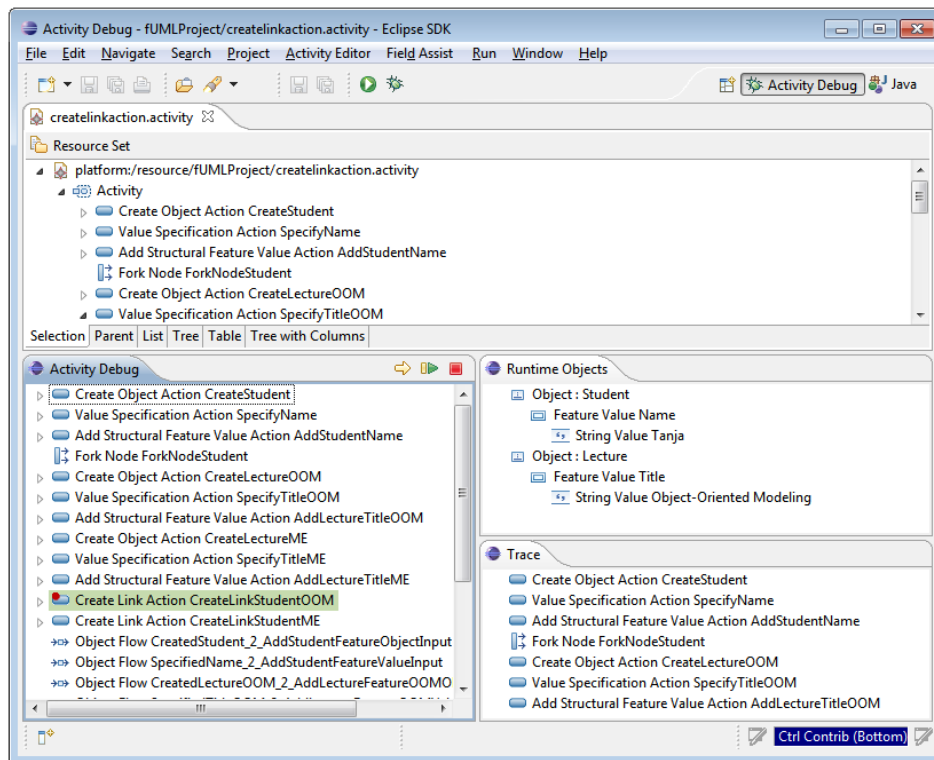 Activity Debug - fUMLProject/createlinkaction.activity - Eclipse SDK
File Edit Navigate Search Project Activity Editor Field Assist Run Window Help
Activity Debug Java
createlinkaction.activity
Resource Set
platform:/resource/fUMLProject/createlinkaction.activity
Activity
Create Object Action CreateStudent
Value Specification Action SpecifyName
Add Structural Feature Value Action AddStudentName
Fork Node ForkNodeStudent
Create Object Action CreateLectureOOM
Value Specification Action SpecifyTitleOOM
Selection Parent List Tree Table Tree with Columns
Activity Debug
Create Object Action CreateStudent
Value Specification Action SpecifyName
Add Structural Feature Value Action AddStudentName
Fork Node ForkNodeStudent
Create Object Action CreateLectureOOM
Value Specification Action SpecifyTitleOOM
Add Structural Feature Value Action AddLectureTitleOOM
Create Object Action CreateLectureME
Value Specification Action SpecifyTitleME
Add Structural Feature Value Action AddLectureTitleME
Create Link Action CreateLinkStudentOOM
Create Link Action CreateLinkStudentME
Object Flow CreatedStudent_2_AddStudentFeatureObjectInput
Object Flow SpecifiedName_2_AddStudentFeatureValueInput
Object Flow CreatedLectureOOM_2_AddLectureFeatureOOMO
Runtime Objects
Object : Student
Feature Value Name
String Value Tanja
Object : Lecture
Feature Value Title
String Value Object-Oriented Modeling
Trace
Create Object Action CreateStudent
Value Specification Action SpecifyName
Add Structural Feature Value Action AddStudentName
Fork Node ForkNodeStudent
Create Object Action CreateLectureOOM
Value Specification Action SpecifyTitleOOM
Add Structural Feature Value Action AddLectureTitleOOM
Ctrl Contrib (Bottom)